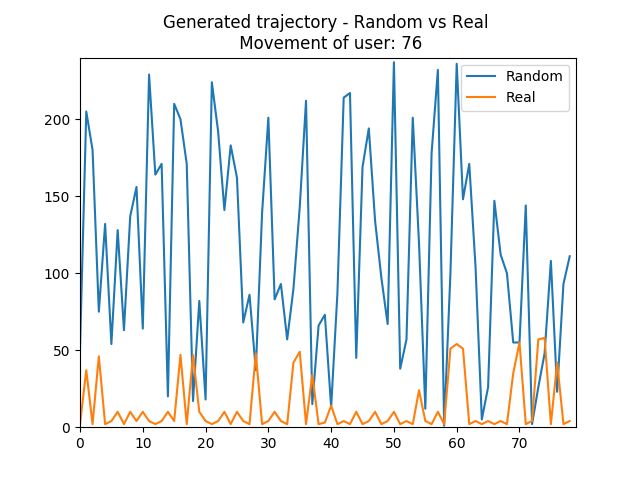 Generated trajectory - Random vs Real
Movement of user: 76
Random
Real
200
150
100
50
0
0 10 20 30 40 50 60 70